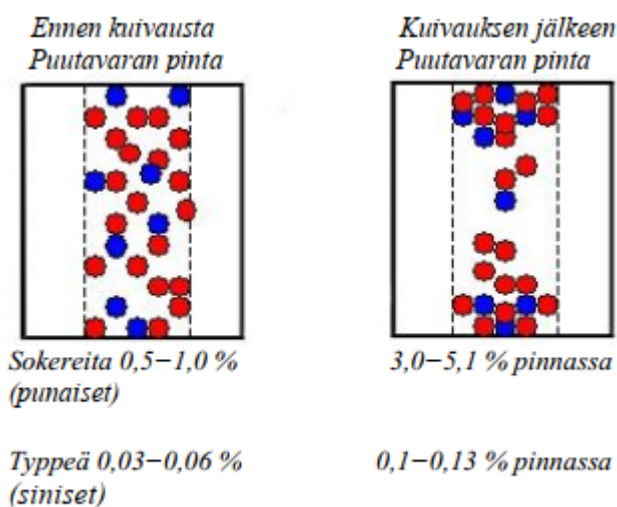 Ennen kuivausta
Puutavaran pinta
Kuivauksen jälkeen
Puutavaran pinta
Sokereita 0,5−1,0 %
(punaiset)
3,0−5,1 % pinnassa
Typpeä 0,03−0,06 %
(siniset)
0,1−0,13 % pinnassa